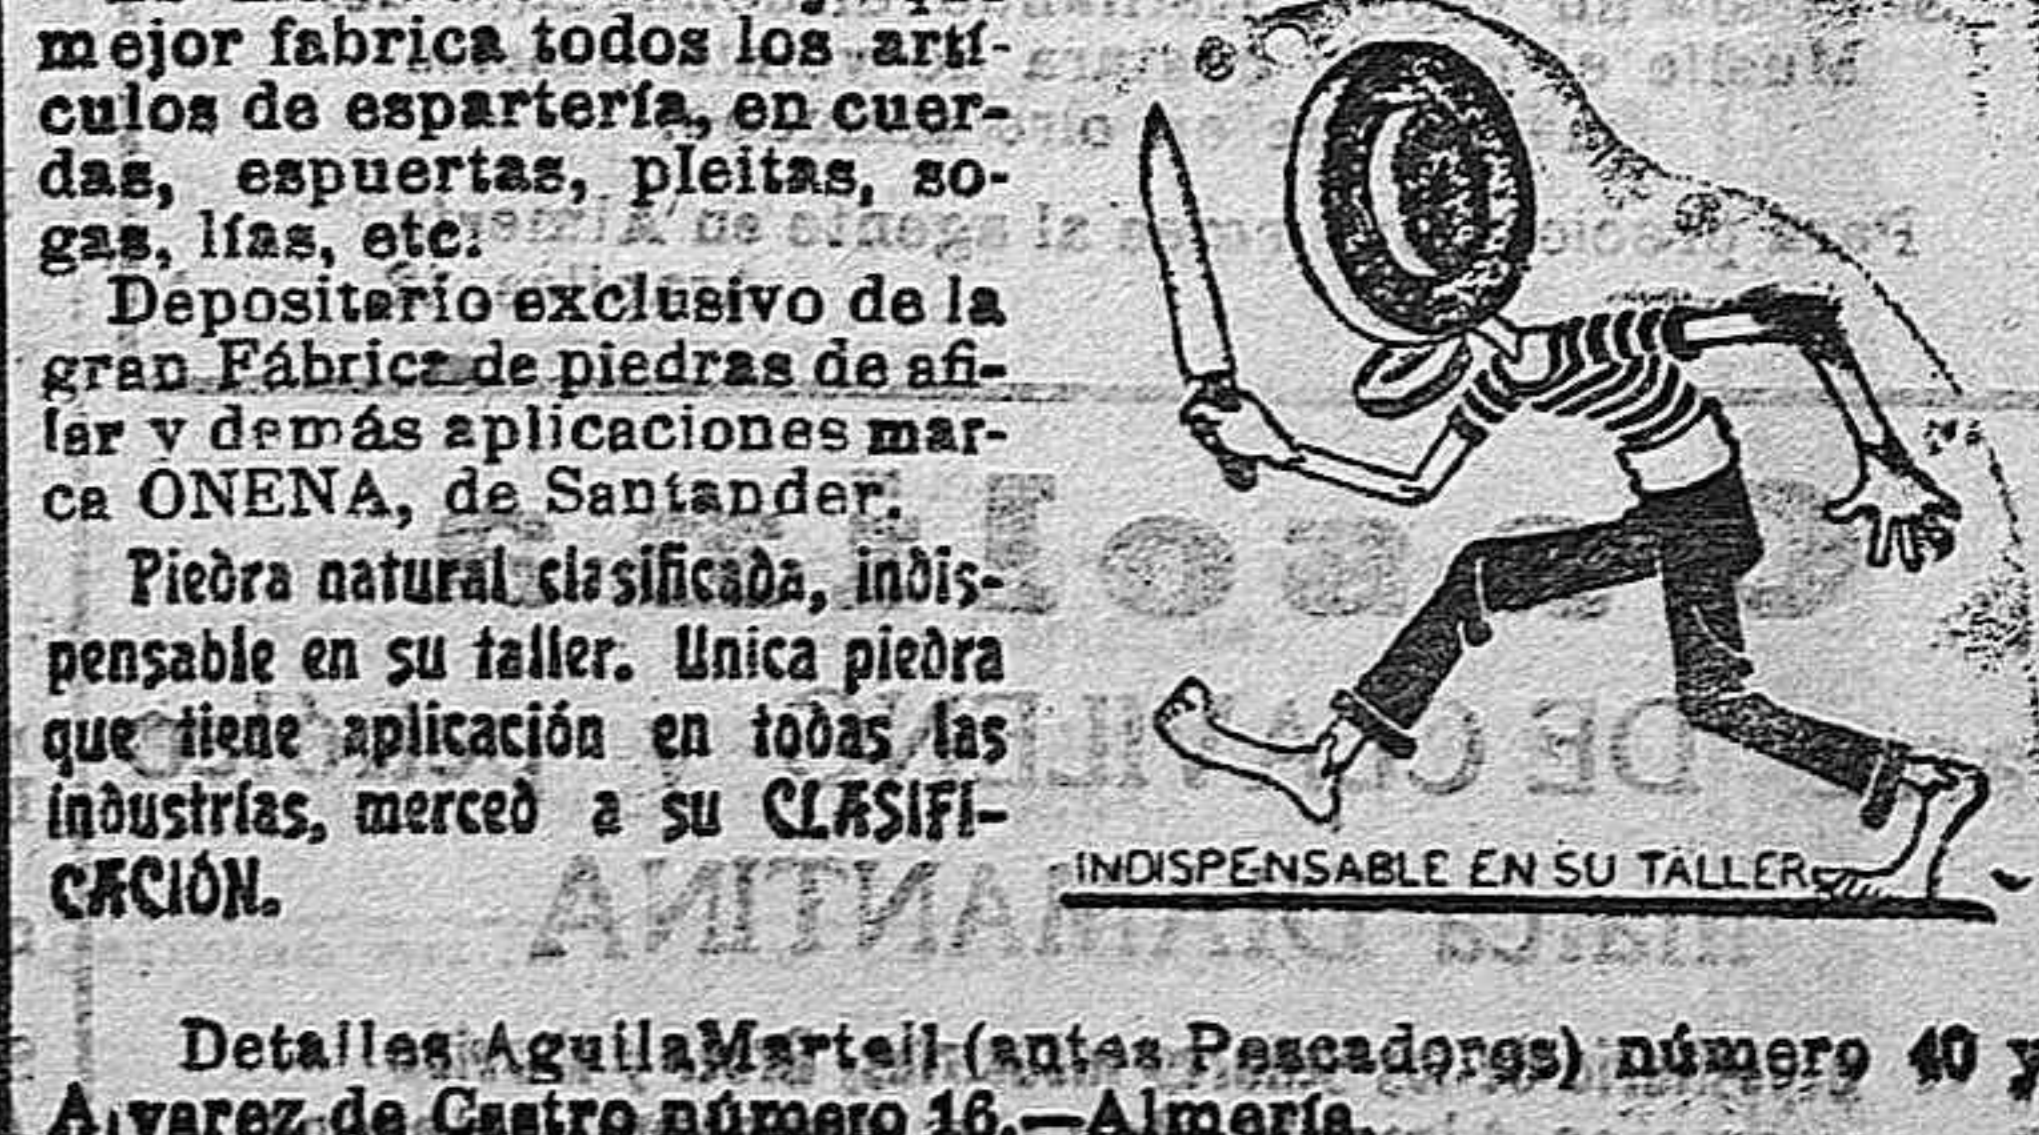 mejor fabrica todos los artí-
culos de espartería, en cuer-
das, espuertas, pleitas, so-
gas, lías, etc.
Depositario exclusivo de la
gran Fábrica de piedras de afi-
lar y demás aplicaciones mar-
ca ONENA, de Santander.
Piedra natural clasificada, indis-
pensable en su taller. Unica piedra
que tiene aplicación en todas las
industrías, merced a su CLASIFI-
CACIÓN.
INDISPENSABLE EN SU TALLER
Detalles Aguila Martell (antes Pescadores) número 40 y
Alvarez de Castro número 16.—Almería.